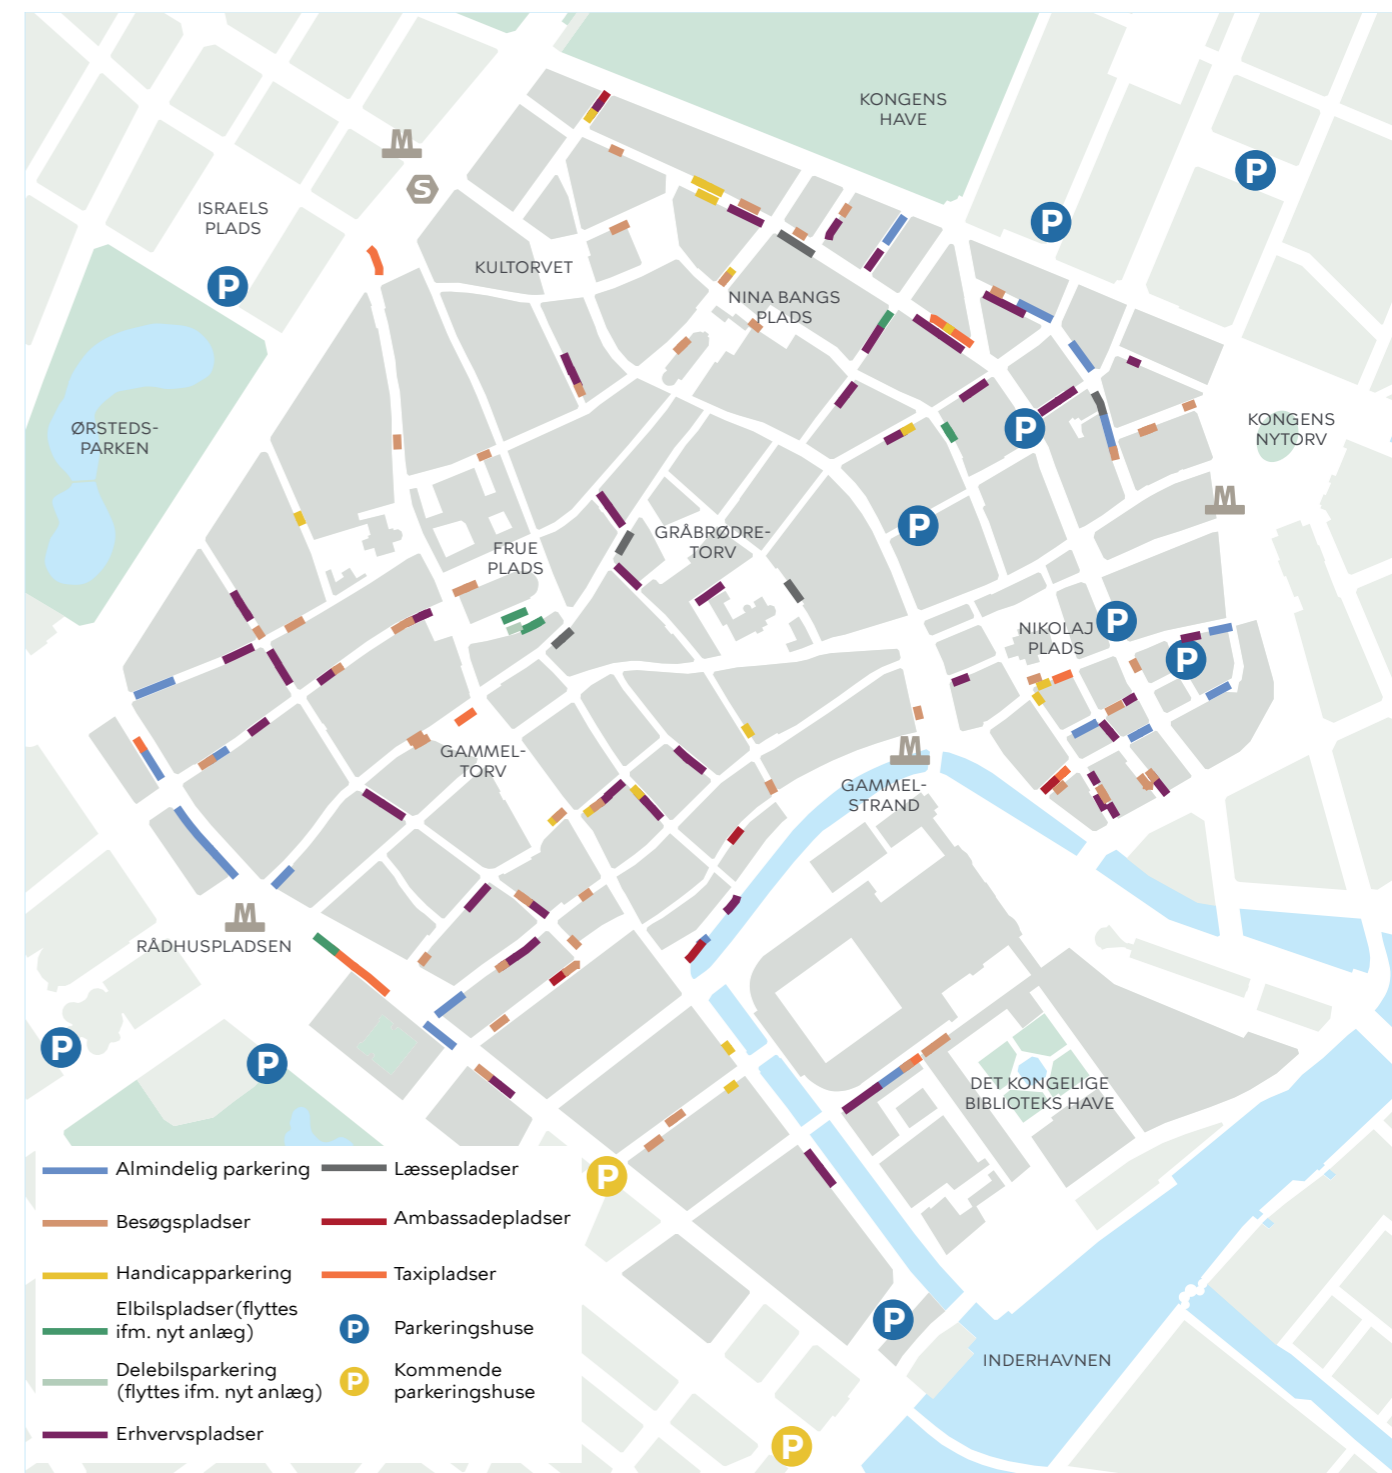 KONGENS
HAVE
M
S
P
P
ISRAELS
PLADS
P
KULTORVET
NINA BANGS
PLADS
ØRSTEDS-
PARKEN
P
KONGENS
NYTORV
M
P
GRÅBRØDRE-
TORV
FRUE
PLADS
NIKOLAJ
PLADS
P
P
GAMMEL-
TORV
M
GAMMEL-
STRAND
M
RÅDHUSPLADSEN
P
P
DET KONGELIGE
BIBLIOTEKS HAVE
P
P
INDERHAVNEN
P
Almindelig parkering
Besøgspladser
Handicapparkering
Elbilspladser(flyttes
ifm. nyt anlæg)
Delebilsparkering
(flyttes ifm. nyt anlæg)
Erhvervspladser
Læssepladser
Ambassadepladser
Taxipladser
P
Parkeringshuse
P
Kommende
parkeringshuse